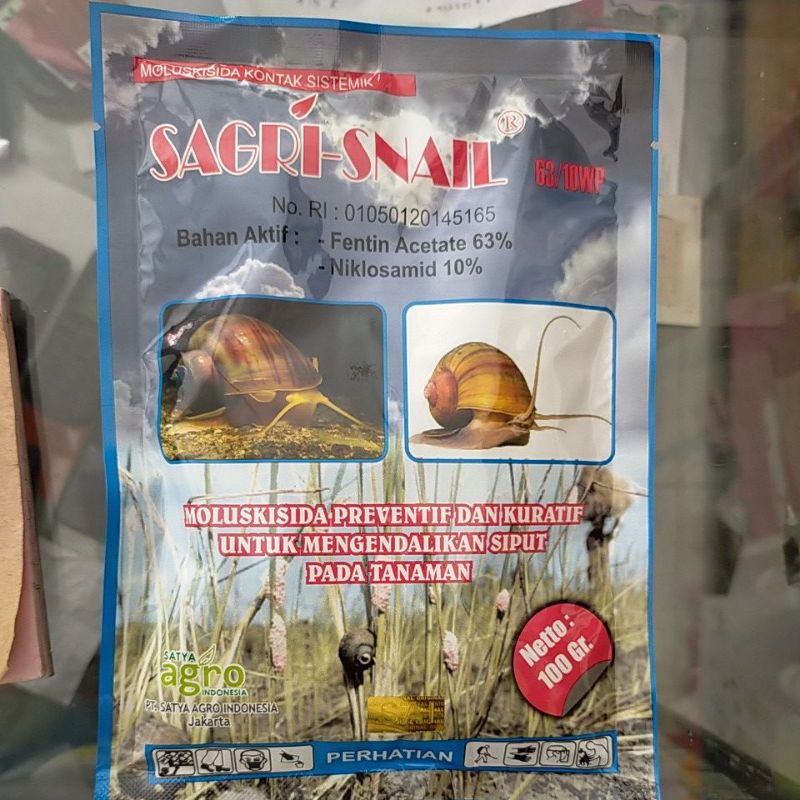 MOLUSKISIDA KONTAK SISTEMIK
SAGRI-SNAIL ®
63/10WP
No. RI : 01050120145165
Bahan Aktif : - Fentin Acetate 63%
- Niklosamid 10%
MOLUSKISIDA PREVENTIF DAN KURATIF
UNTUK MENGENDALIKAN SIPUT
PADA TANAMAN
Netto :
100 Gr.
SATYA
agro
INDONESIA
PT. SATYA AGRO INDONESIA
Jakarta
PERHATIAN